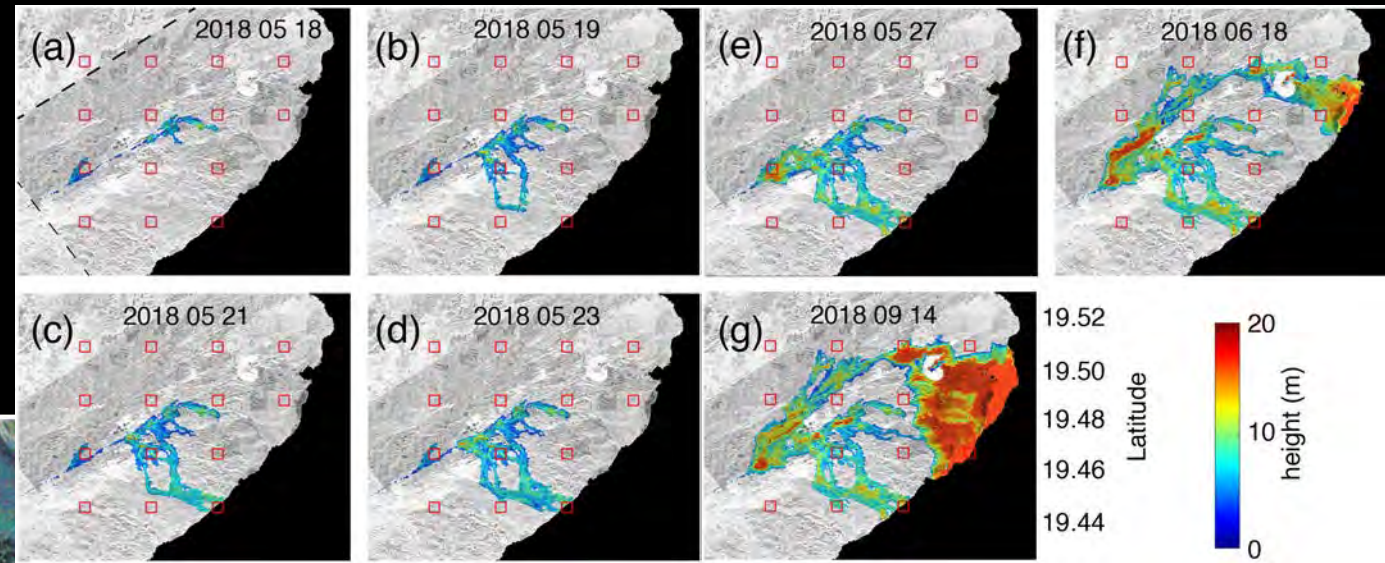 (a) 2018 05 18
(b) 2018 05 19
(e) 2018 05 27
(f) 2018 06 18
(c) 2018 05 21
(d) 2018 05 23
(g) 2018 09 14
19.52
19.50
19.48
19.46
19.44
Latitude
20
10
0
height (m)